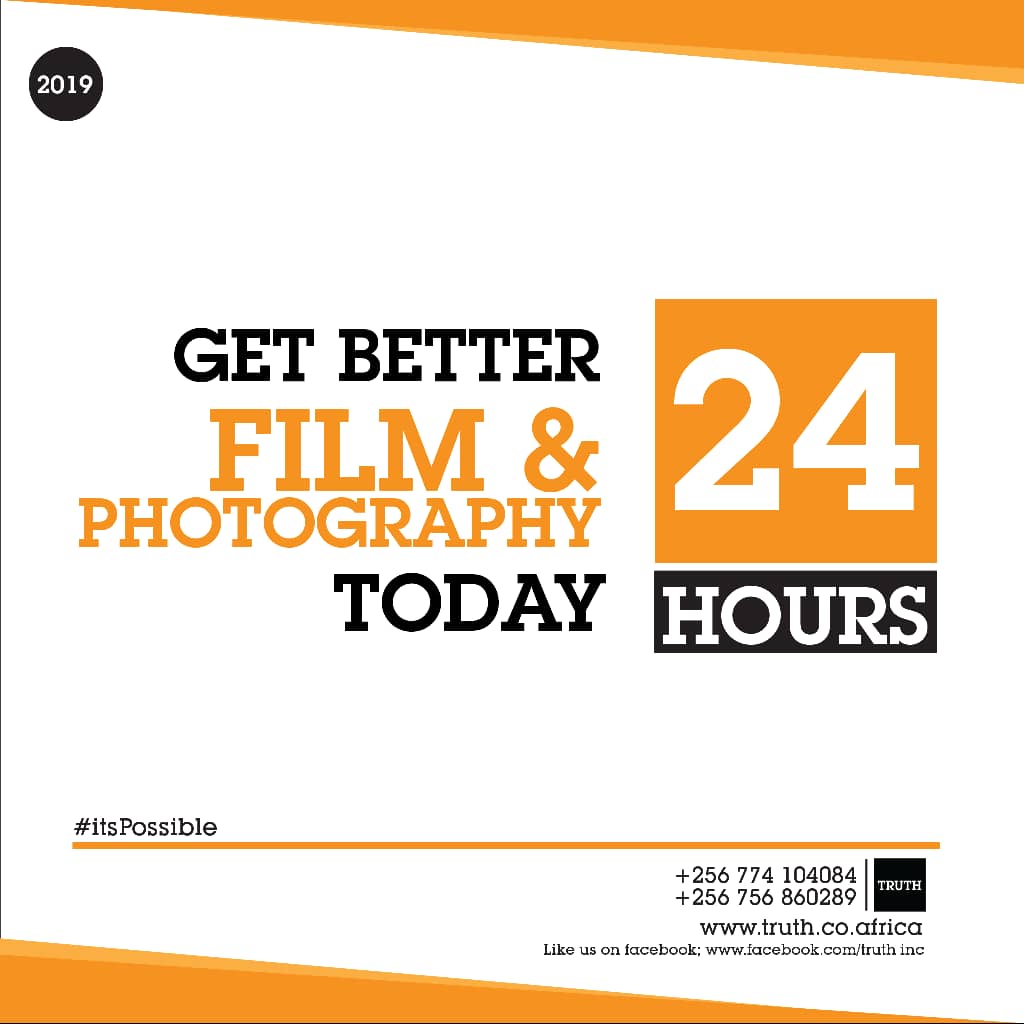 2019
GET BETTER
FILM &
PHOTOGRAPHY
TODAY
24
HOURS
#itsPossible
+256 774 104084
+256 756 860289
TRUTH
www.truth.co.africa
Like us on facebook; www.facebook.com/truth inc